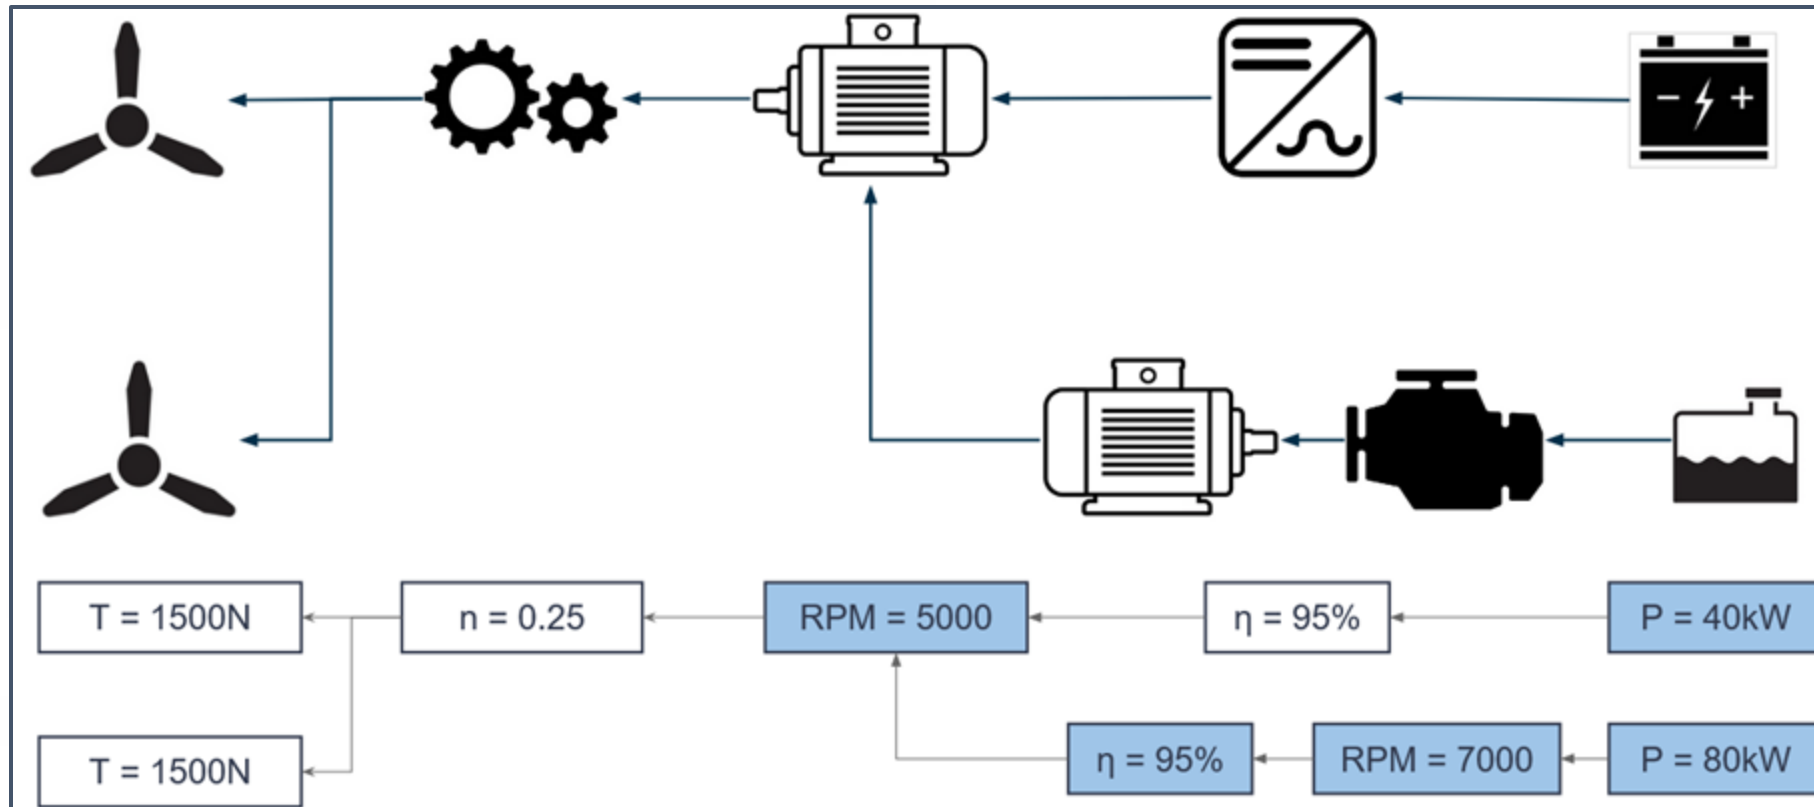 − +
T = 1500N
n = 0.25
RPM = 5000
η = 95%
P = 40kW
T = 1500N
η = 95%
RPM = 7000
P = 80kW